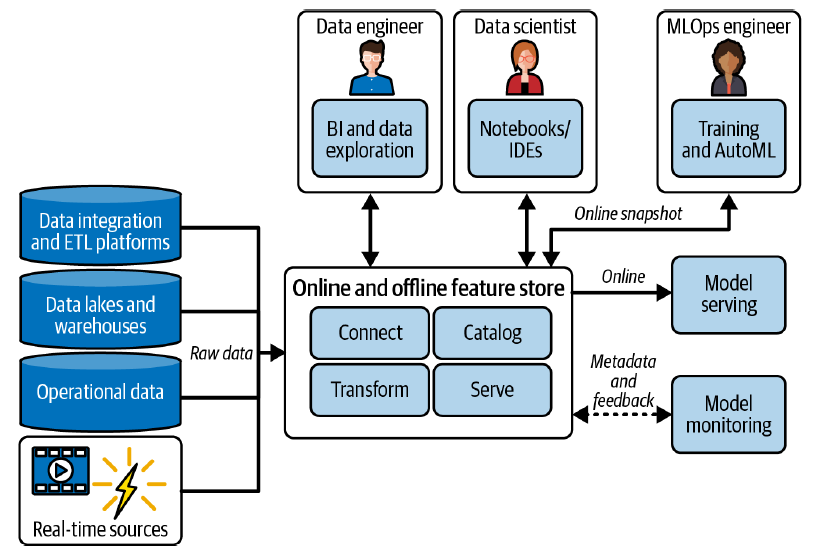 Data engineer
BI and data
exploration
Data scientist
Notebooks/
IDEs
MLOps engineer
Training
and AutoML
Data integration
and ETL platforms
Data lakes and
warehouses
Operational data
Real-time sources
Raw data
Online and offline feature store
Connect
Catalog
Transform
Serve
Online snapshot
Online
Model
serving
Metadata
and
feedback
Model
monitoring